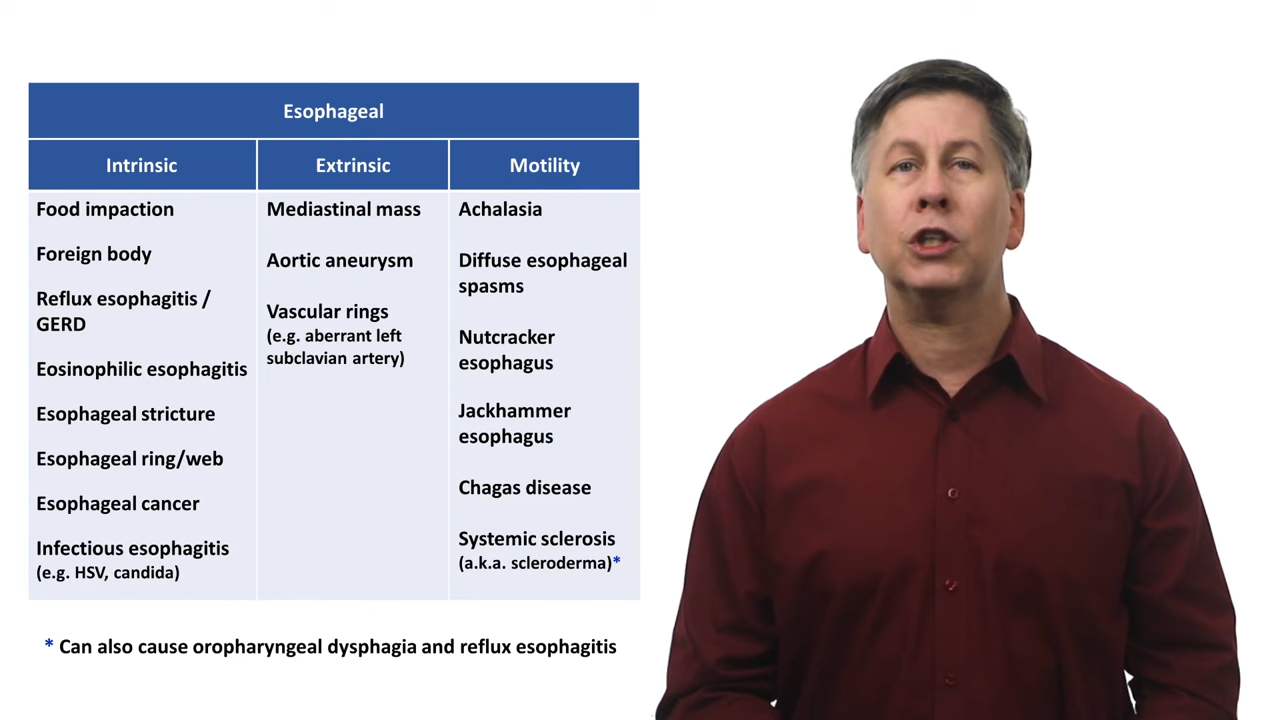 Esophageal
Intrinsic
Extrinsic
Motility
Food impaction
Foreign body
Reflux esophagitis /
GERD
Eosinophilic esophagitis
Esophageal stricture
Esophageal ring/web
Esophageal cancer
Infectious esophagitis
(e.g. HSV, candida)
Mediastinal mass
Aortic aneurysm
Vascular rings
(e.g. aberrant left
subclavian artery)
Achalasia
Diffuse esophageal
spasms
Nutcracker
esophagus
Jackhammer
esophagus
Chagas disease
Systemic sclerosis
(a.k.a. scleroderma)*
* Can also cause oropharyngeal dysphagia and reflux esophagitis